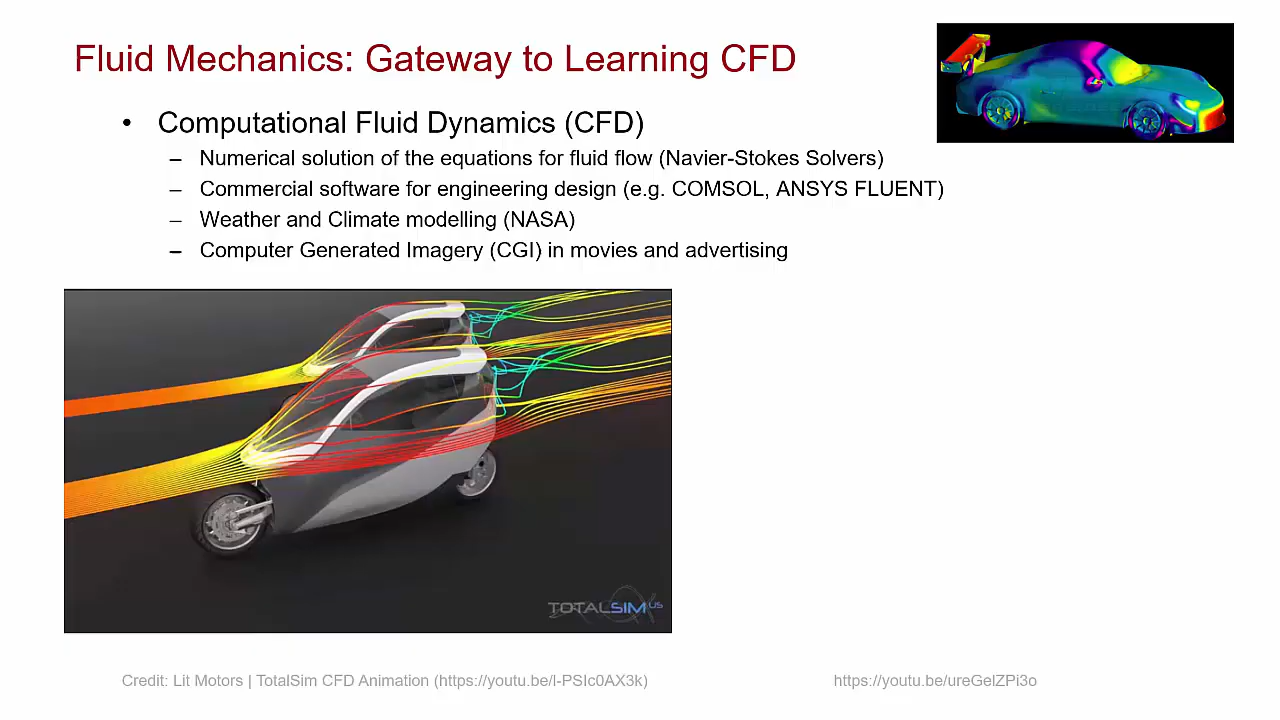 Fluid Mechanics: Gateway to Learning CFD
• Computational Fluid Dynamics (CFD)
– Numerical solution of the equations for fluid flow (Navier-Stokes Solvers)
– Commercial software for engineering design (e.g. COMSOL, ANSYS FLUENT)
– Weather and Climate modelling (NASA)
– Computer Generated Imagery (CGI) in movies and advertising
TOTALSIM US
Credit: Lit Motors | TotalSim CFD Animation (https://youtu.be/l-PSIc0AX3k)
https://youtu.be/ureGelZPi3o